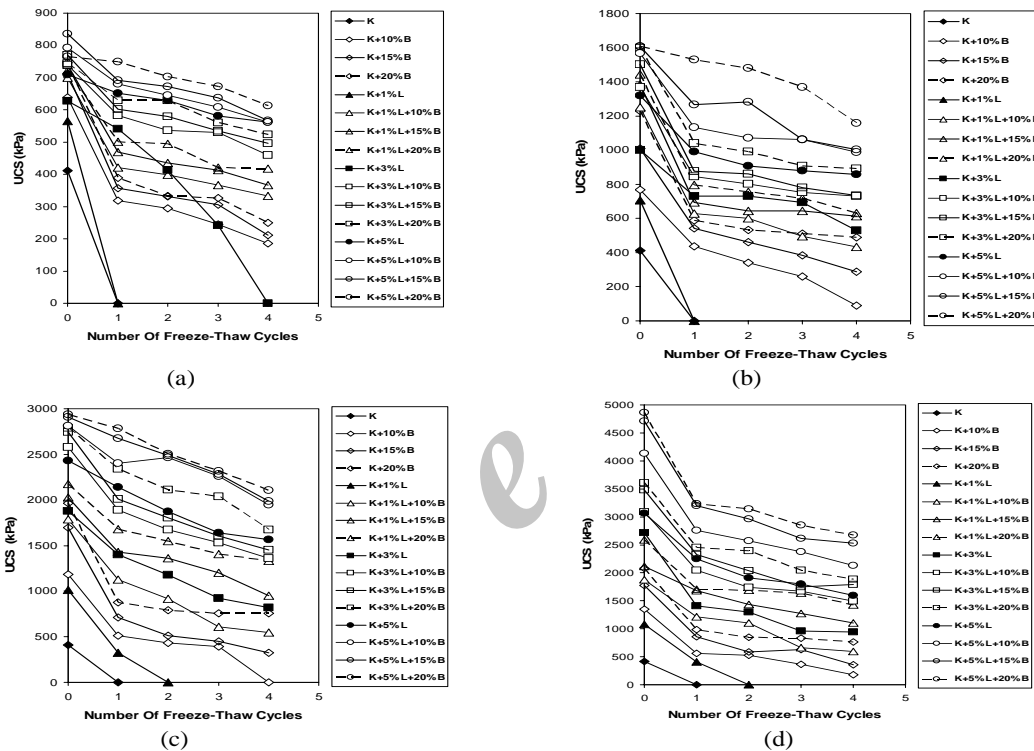 900
800
700
600
500
400
300
200
100
0
UCS (kPa)
0 1 2 3 4 5
Number Of Freeze-Thaw Cycles
K
K+10%B
K+15%B
K+20%B
K+1%L
K+1%L+10%B
K+1%L+15%B
K+1%L+20%B
K+3%L
K+3%L+10%B
K+3%L+15%B
K+3%L+20%B
K+5%L
K+5%L+10%B
K+5%L+15%B
K+5%L+20%B
(a)
1800
1600
1400
1200
1000
800
600
400
200
0
UCS (kPa)
0 1 2 3 4 5
Number Of Freeze-Thaw Cycles
K
K+10%B
K+15%B
K+20%B
K+1%L
K+1%L+10%
K+1%L+15%
K+1%L+20%
K+3%L
K+3%L+10%
K+3%L+15%
K+3%L+20%
K+5%L
K+5%L+10%
K+5%L+15%
K+5%L+20%
(b)
3000
2500
2000
1500
1000
500
0
UCS (kPa)
0 1 2 3 4 5
Number Of Freeze-Thaw Cycles
K
K+10%B
K+15%B
K+20%B
K+1%L
K+1%L+10%B
K+1%L+15%B
K+1%L+20%B
K+3%L
K+3%L+10%B
K+3%L+15%B
K+3%L+20%B
K+5%L
K+5%L+10%B
K+5%L+15%B
K+5%L+20%B
(c)
e
5000
4500
4000
3500
3000
2500
2000
1500
1000
500
0
UCS (kPa)
0 1 2 3 4 5
Number Of Freeze-Thaw Cycles
K
K+10%B
K+15%B
K+20%B
K+1%L
K+1%L+10%B
K+1%L+15%B
K+1%L+20%B
K+3%L
K+3%L+10%B
K+3%L+15%B
K+3%L+20%B
K+5%L
K+5%L+10%B
K+5%L+15%B
K+5%L+20%B
(d)